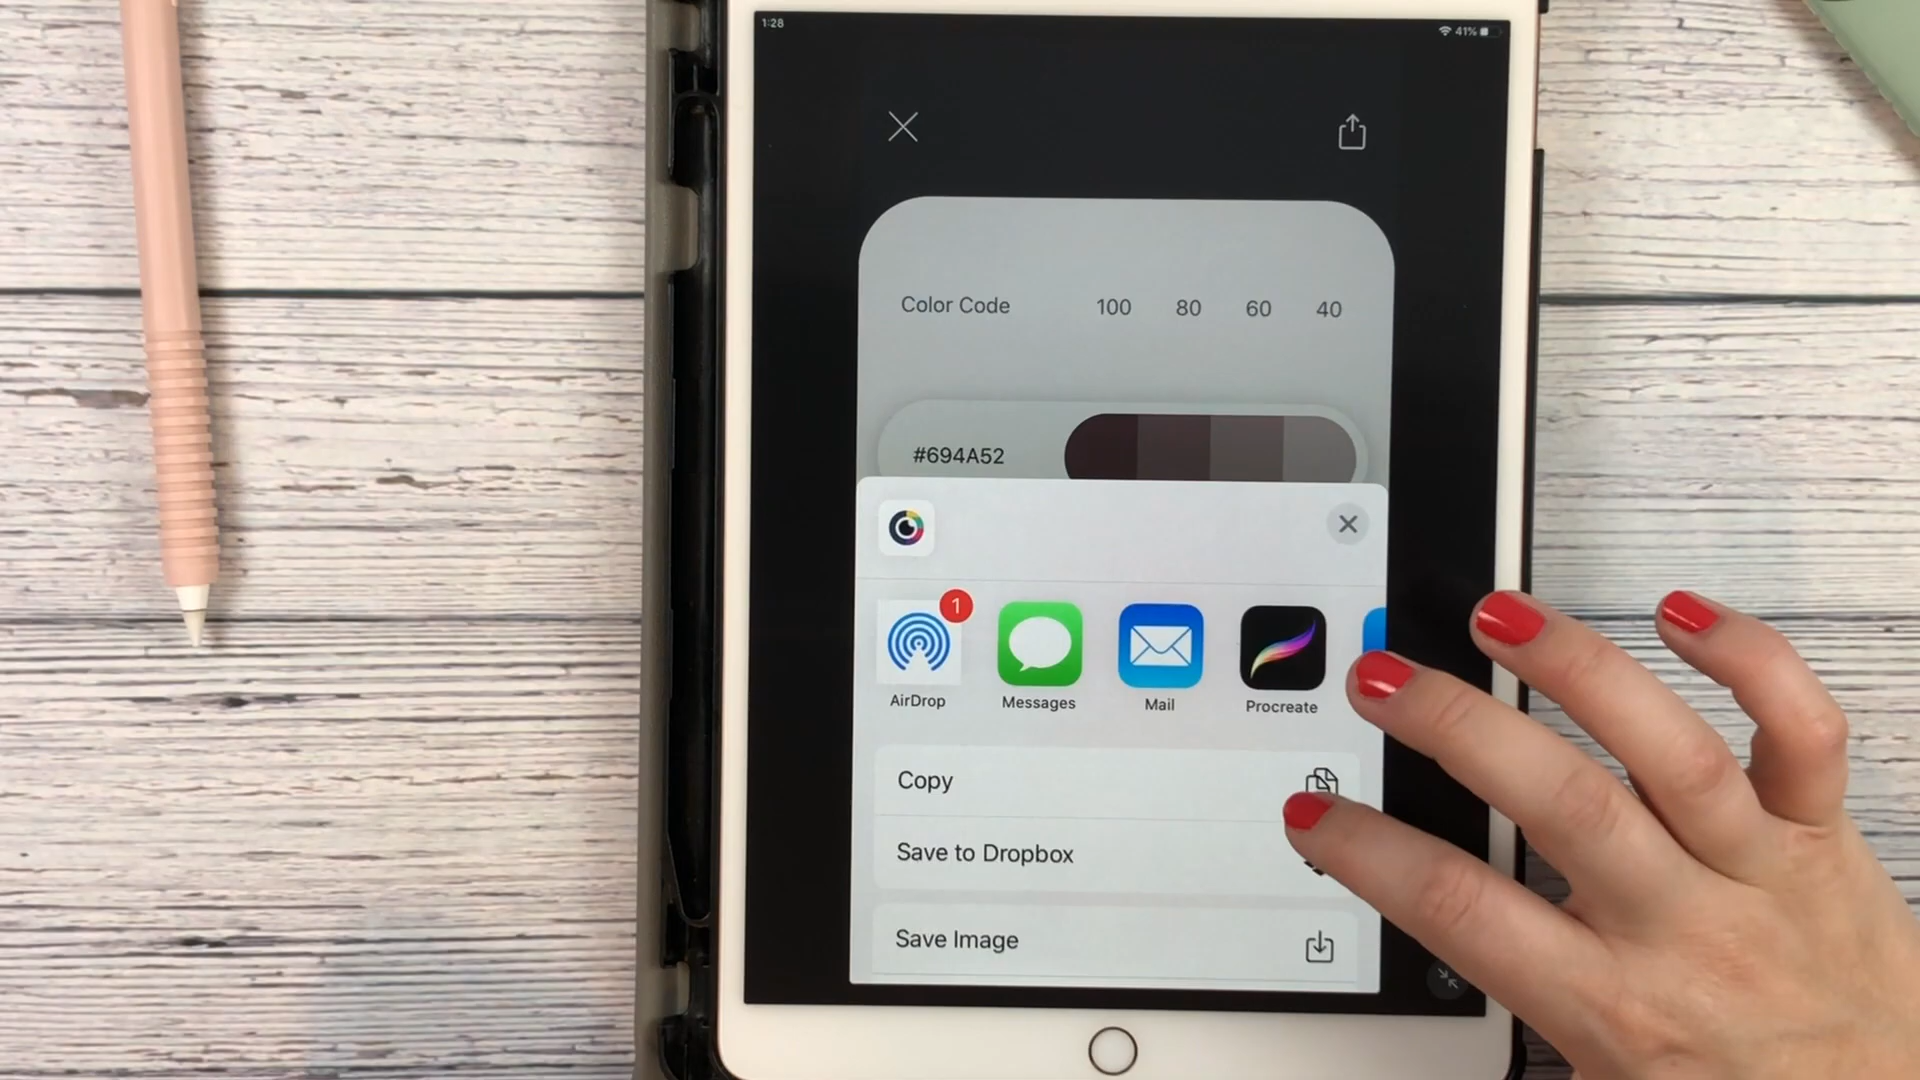 1:28
41%
Color Code 100 80 60 40
#694A52
1
AirDrop Messages Mail Procreate
Copy
Save to Dropbox
Save Image